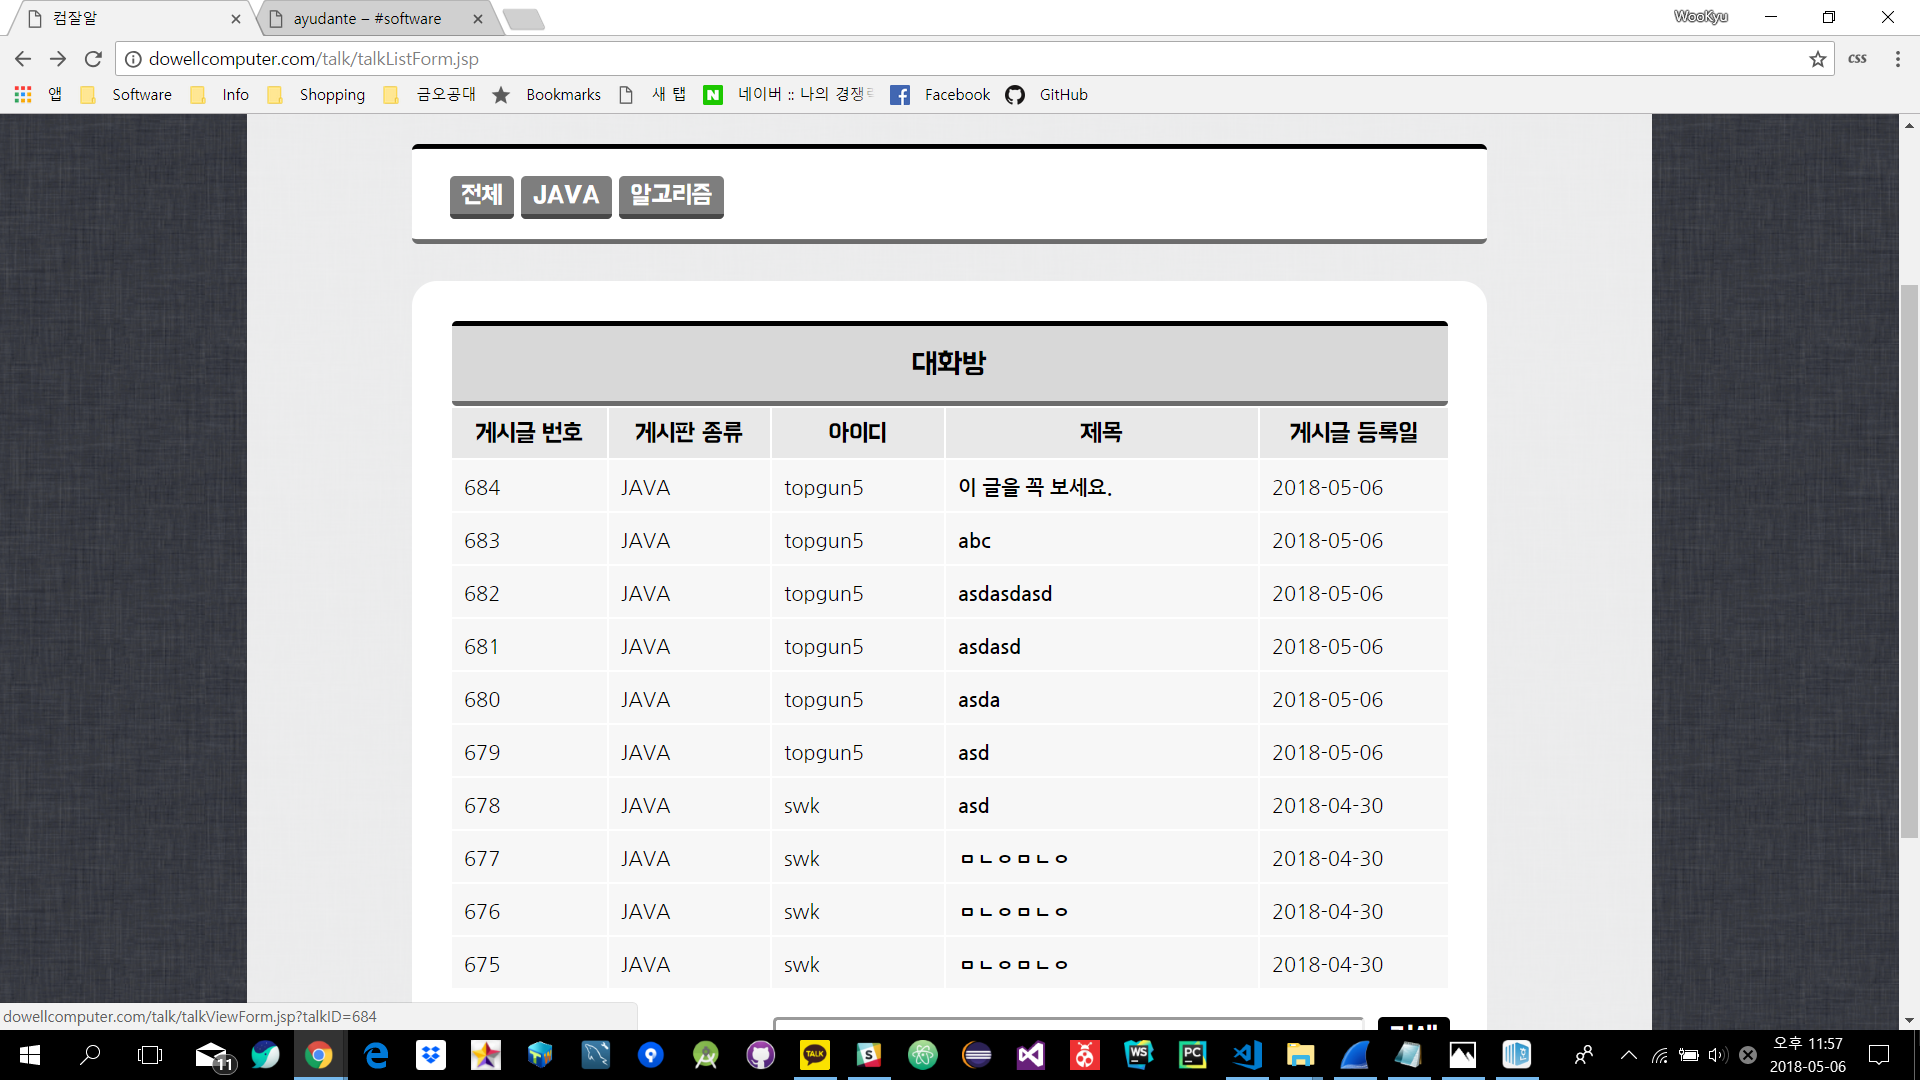 컴잘알
ayudante – #software
WooKyu
dowellcomputer.com/talk/talkListForm.jsp
css
앱 Software Info Shopping 금오공대 Bookmarks 새 탭 네이버 :: 나의 경쟁 Facebook GitHub
전체 JAVA 알고리즘
대화방
게시글 번호 게시판 종류 아이디 제목 게시글 등록일
684 JAVA topgun5 이 글을 꼭 보세요. 2018-05-06
683 JAVA topgun5 abc 2018-05-06
682 JAVA topgun5 asdasdasd 2018-05-06
681 JAVA topgun5 asdasd 2018-05-06
680 JAVA topgun5 asda 2018-05-06
679 JAVA topgun5 asd 2018-05-06
678 JAVA swk asd 2018-04-30
677 JAVA swk ㅁㄴㅇㅁㄴㅇ 2018-04-30
676 JAVA swk ㅁㄴㅇㅁㄴㅇ 2018-04-30
675 JAVA swk ㅁㄴㅇㅁㄴㅇ 2018-04-30
dowellcomputer.com/talk/talkViewForm.jsp?talkID=684
11
TALK
WS
PC
오후 11:57
2018-05-06